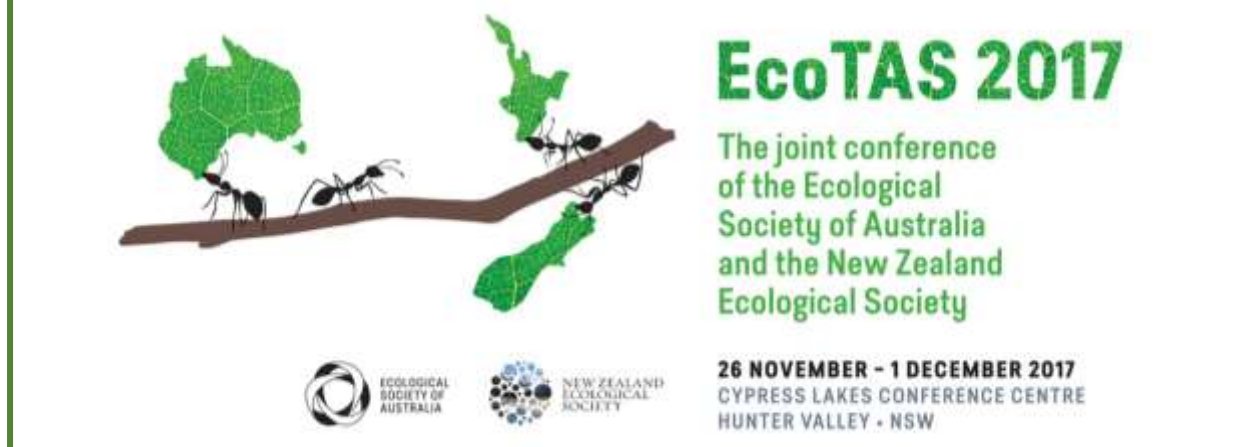 EcoTAS 2017
The joint conference
of the Ecological
Society of Australia
and the New Zealand
Ecological Society
ECOLOGICAL
SOCIETY OF
AUSTRALIA
NEW ZEALAND
ECOLOGICAL
SOCIETY
26 NOVEMBER – 1 DECEMBER 2017
CYPRESS LAKES CONFERENCE CENTRE
HUNTER VALLEY • NSW